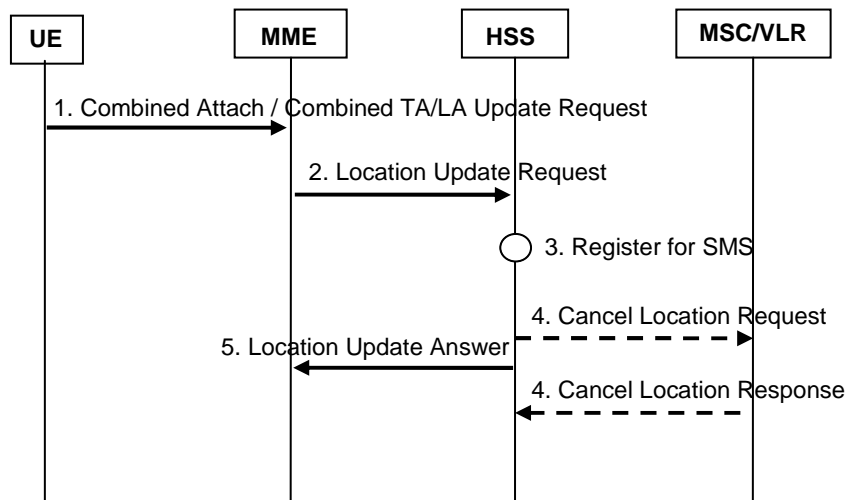 UE
MME
HSS
MSC/VLR
1. Combined Attach / Combined TA/LA Update Request
2. Location Update Request
3. Register for SMS
4. Cancel Location Request
5. Location Update Answer
4. Cancel Location Response